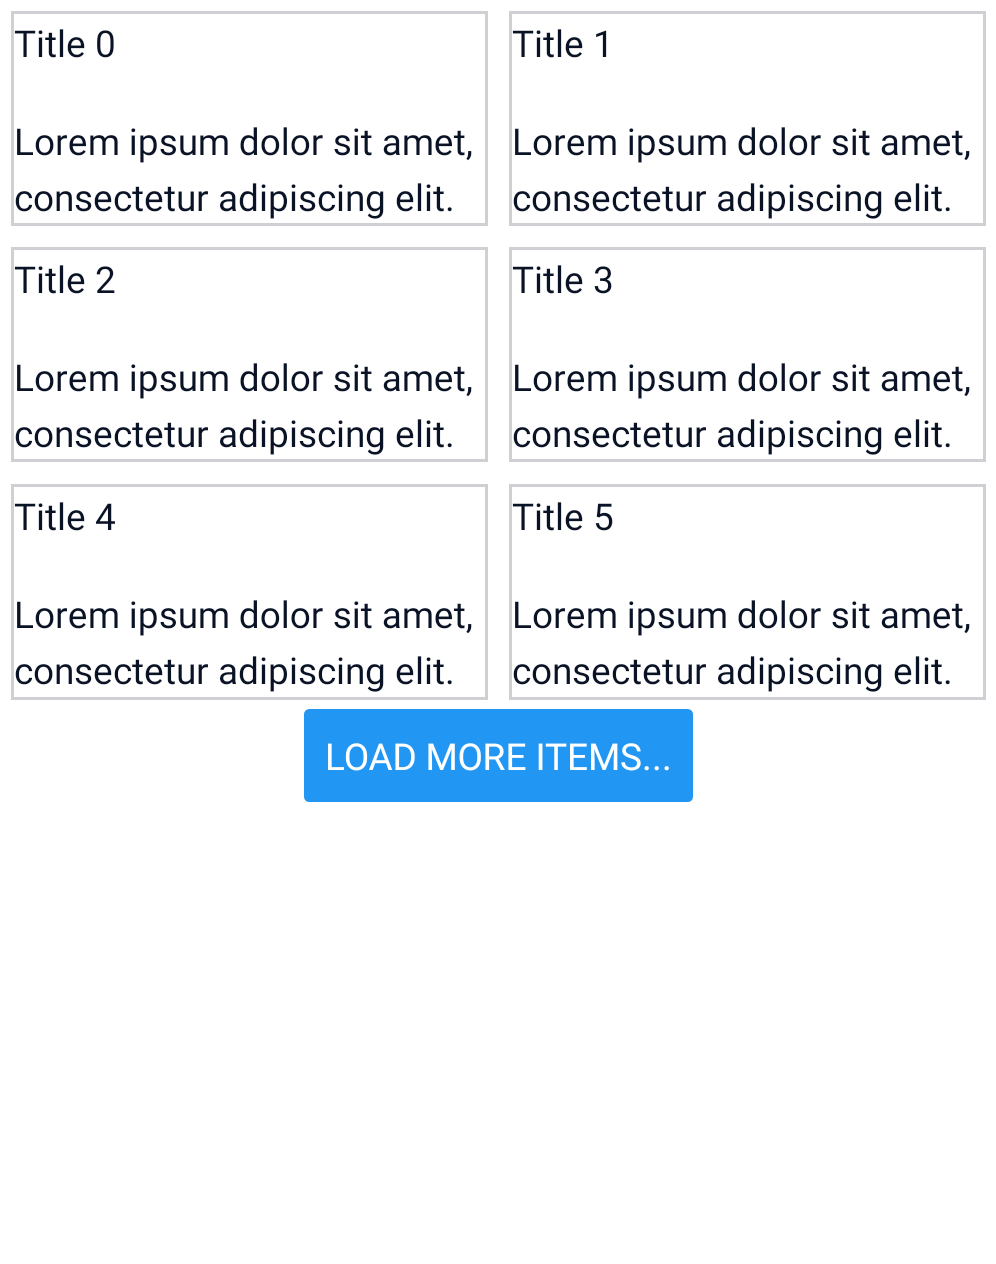 Title 0
Lorem ipsum dolor sit amet,
consectetur adipiscing elit.
Title 1
Lorem ipsum dolor sit amet,
consectetur adipiscing elit.
Title 2
Lorem ipsum dolor sit amet,
consectetur adipiscing elit.
Title 3
Lorem ipsum dolor sit amet,
consectetur adipiscing elit.
Title 4
Lorem ipsum dolor sit amet,
consectetur adipiscing elit.
Title 5
Lorem ipsum dolor sit amet,
consectetur adipiscing elit.
LOAD MORE ITEMS...